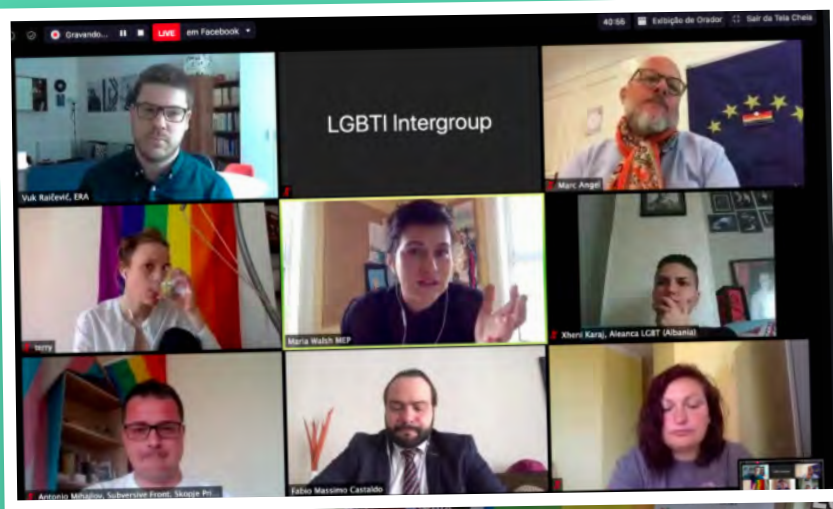 Gravando...
LIVE
em Facebook
40:56
Exibição de Orador
Sair da Tela Cheia
Vuk Raičević, ERA
LGBTI Intergroup
Marc Angel
terry
Maria Walsh MEP
Xheni Karaj, Aleanca LGBT (Albania)
Antonio Mihajlov, Subversive Front, Skopje Pri...
Fabio Massimo Castaldo